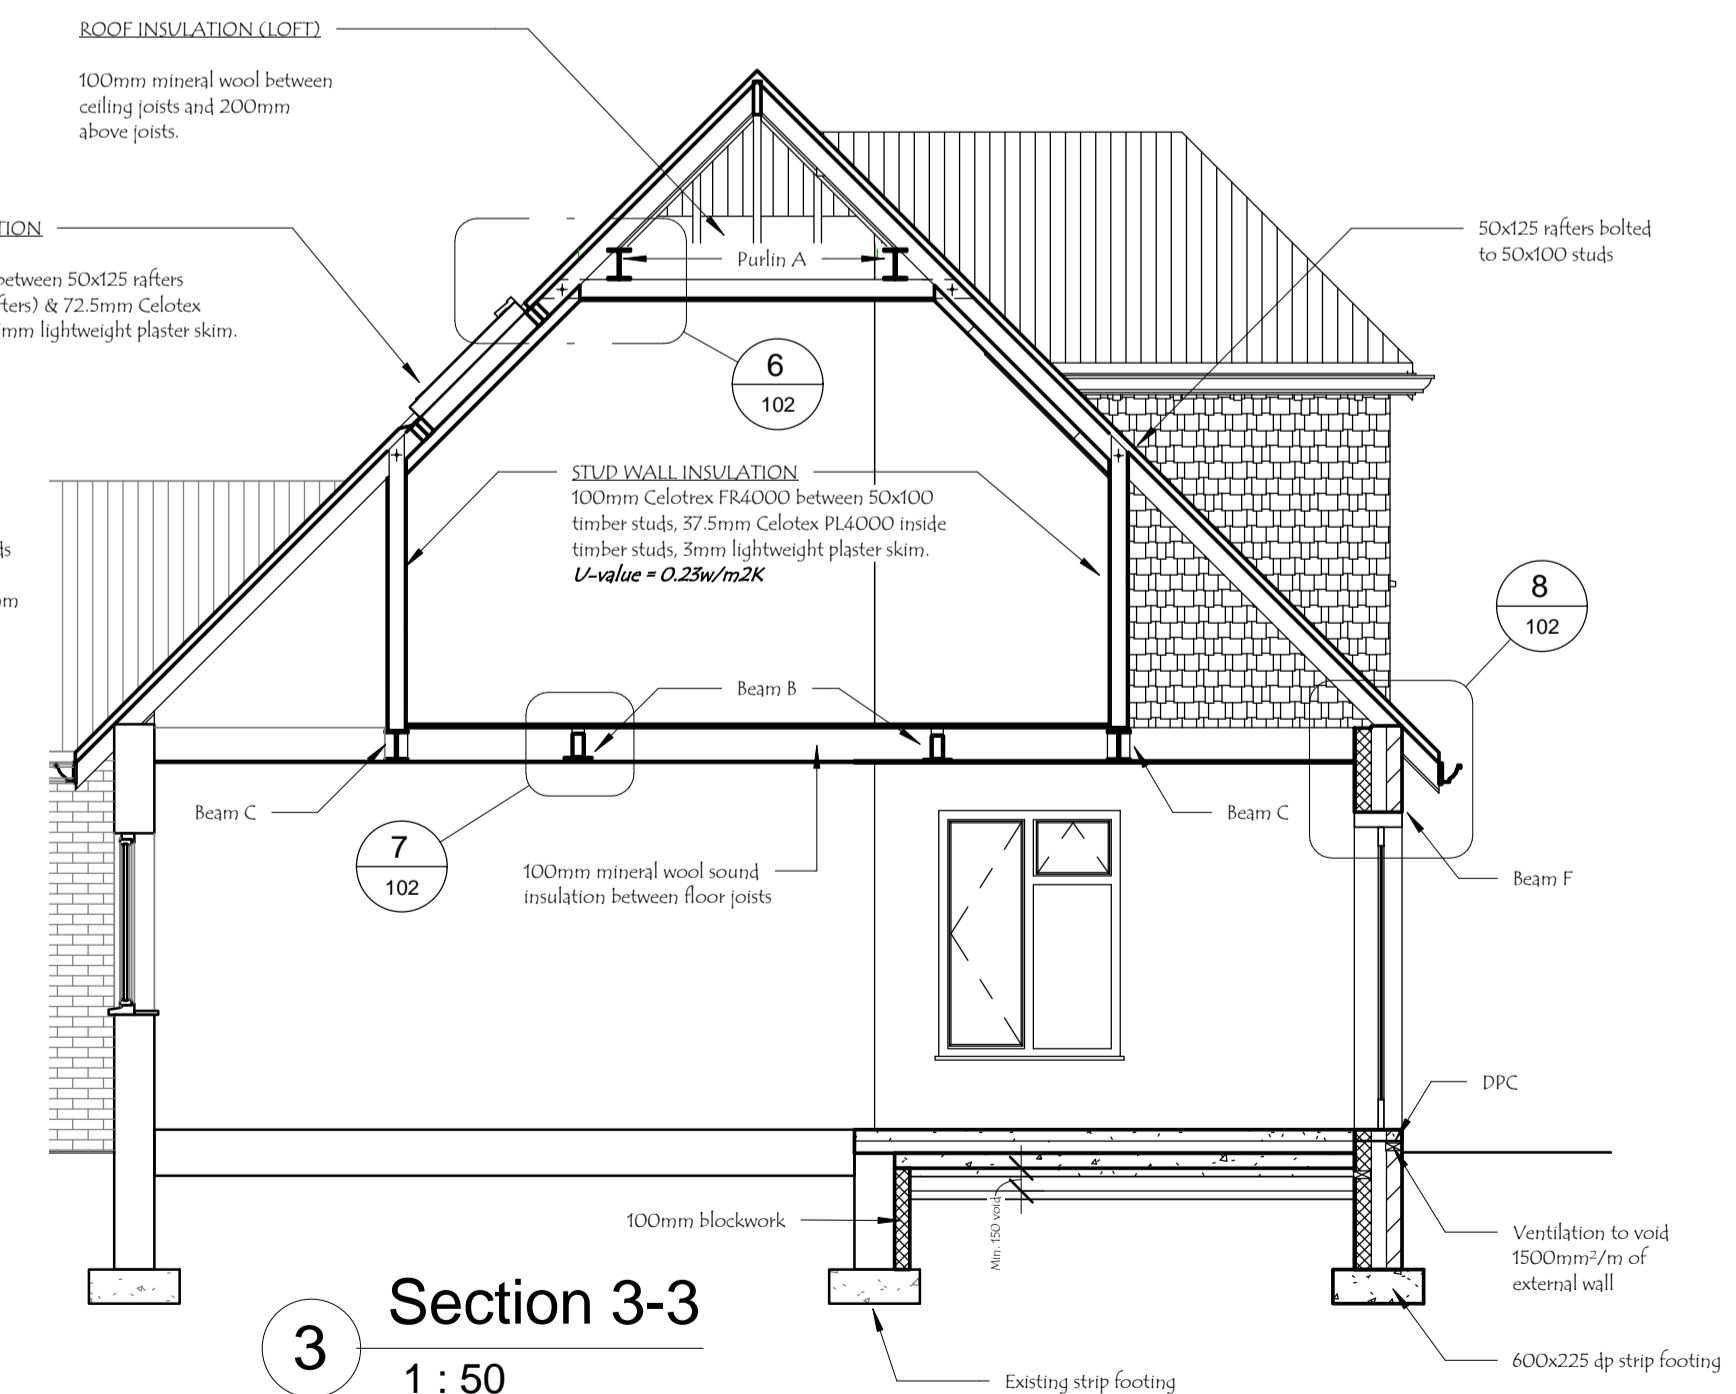 ROOF INSULATION (LOFT)
100mm mineral wool between
ceiling joists and 200mm
above joists.
TION
between 50x125 rafters
ters) & 72.5mm Celotex
mm lightweight plaster skim.
Purlin A
50x125 rafters bolted
to 50x100 studs
6
102
STUD WALL INSULATION
100mm Celotrex FR4000 between 50x100
timber studs, 37.5mm Celotex PL4000 inside
timber studs, 3mm lightweight plaster skim.
U-value = 0.23w/m2K
ds
mm
8
102
Beam B
Beam C
Beam C
7
102
100mm mineral wool sound
insulation between floor joists
Beam F
DPC
100mm blockwork
Min. 150 void
Ventilation to void
1500mm²/m of
external wall
3
Section 3-3
1 : 50
600x225 dp strip footing
Existing strip footing